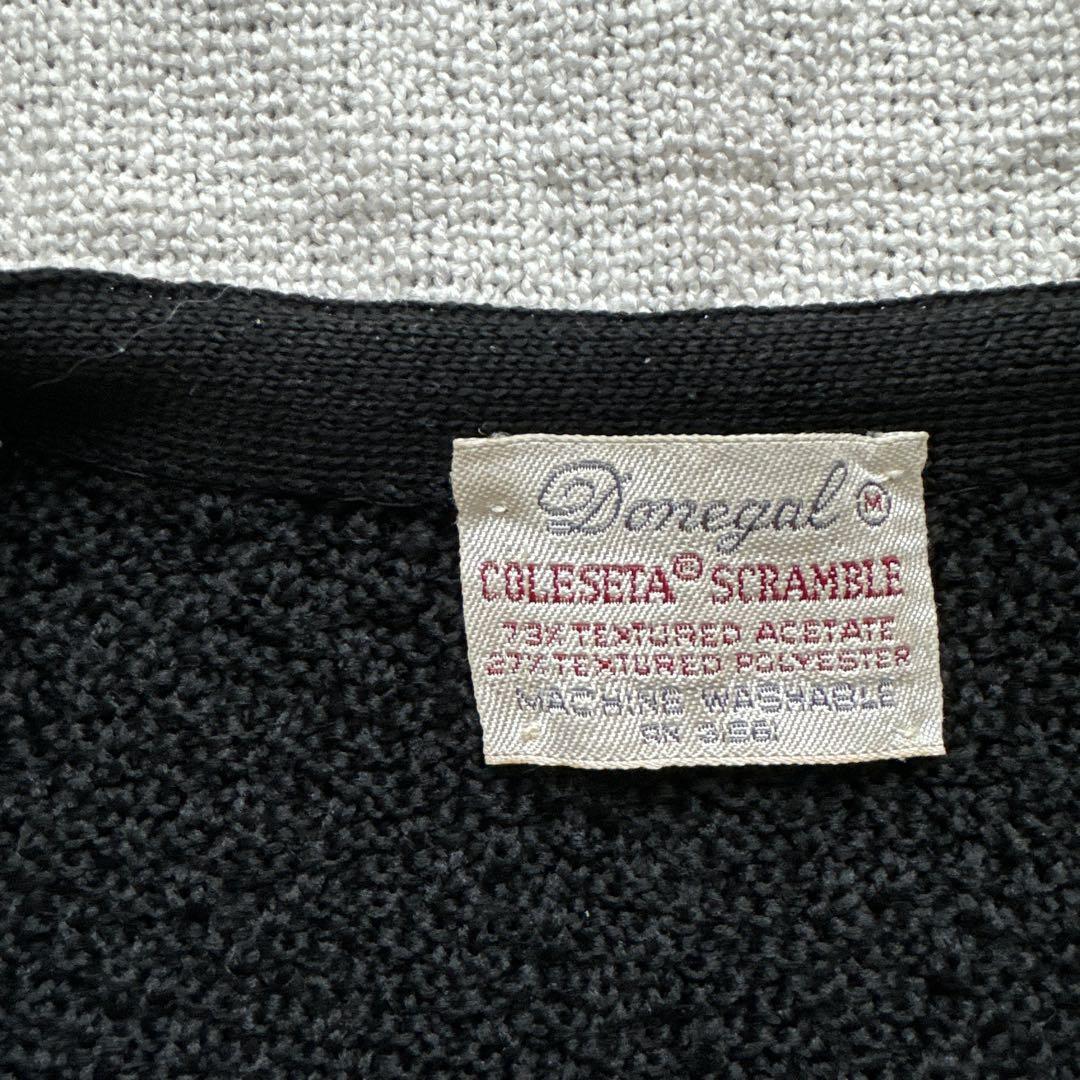 Donegal M
COLESETA® SCRAMBLE
73% TEXTURED ACETATE
27% TEXTURED POLYESTER
MACHINE WASHABLE